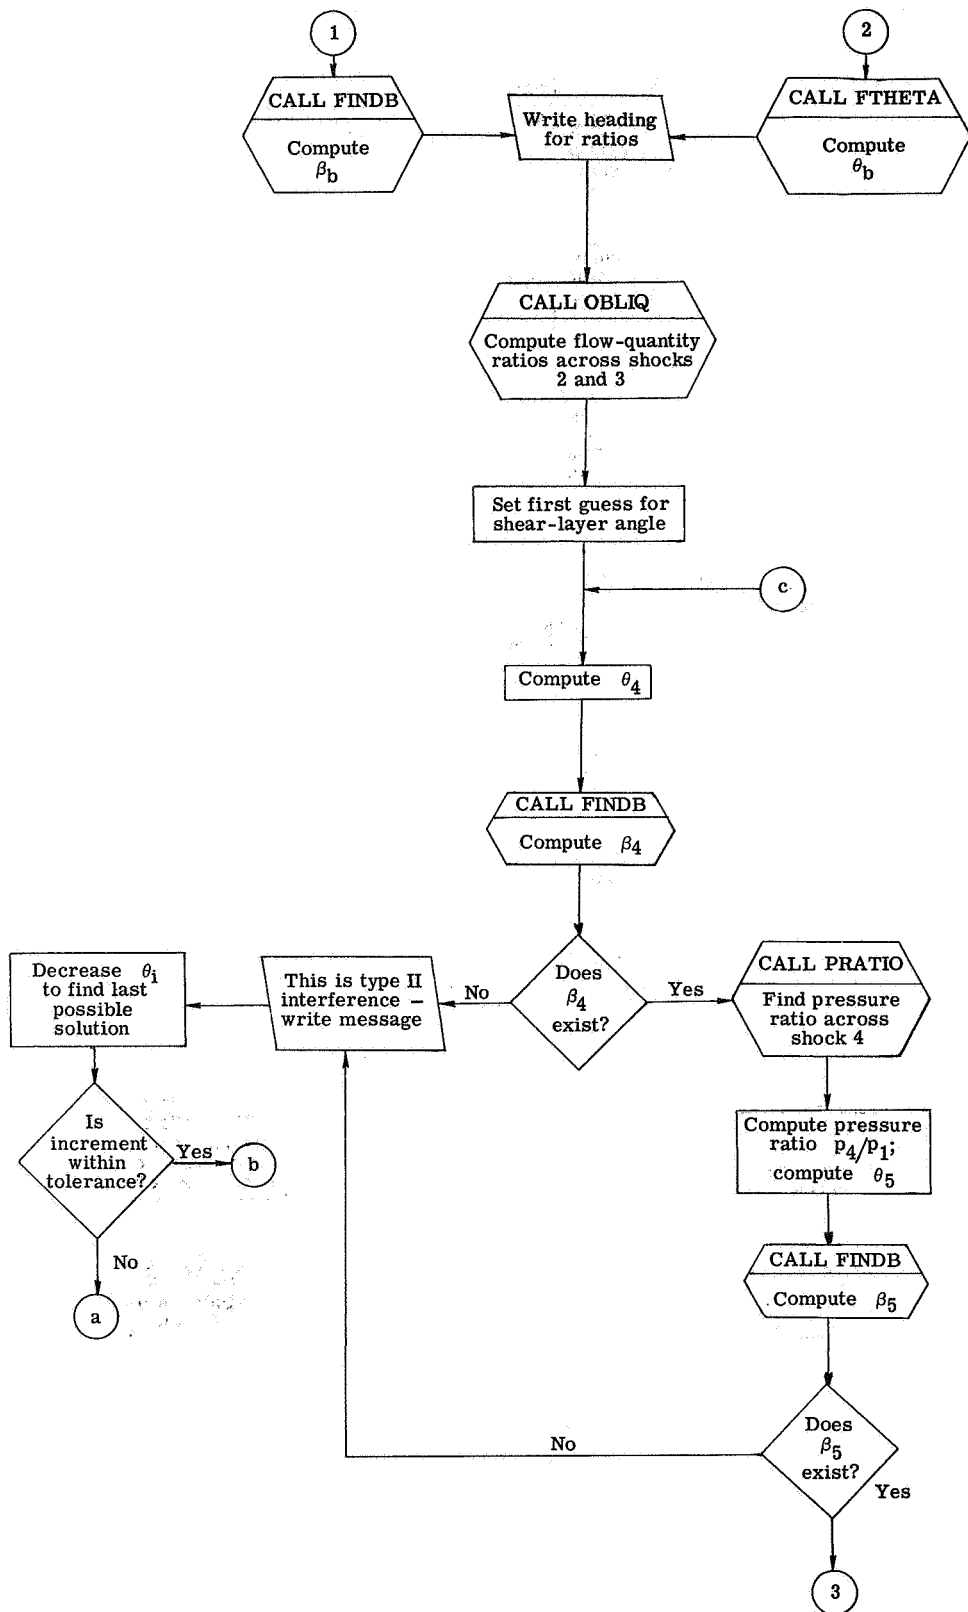 1
2
CALL FINDB
Compute
βb
Write heading
for ratios
CALL FTHETA
Compute
θb
CALL OBLIQ
Compute flow-quantity
ratios across shocks
2 and 3
Set first guess for
shear-layer angle
c
Compute θ4
CALL FINDB
Compute β4
Does
β4
exist?
No
Yes
This is type II
interference –
write message
Decrease θi
to find last
possible
solution
Is
increment
within
tolerance?
Yes
b
No
a
CALL PRATIO
Find pressure
ratio across
shock 4
Compute pressure
ratio p4/p1;
compute θ5
CALL FINDB
Compute β5
Does
β5
exist?
No
Yes
3